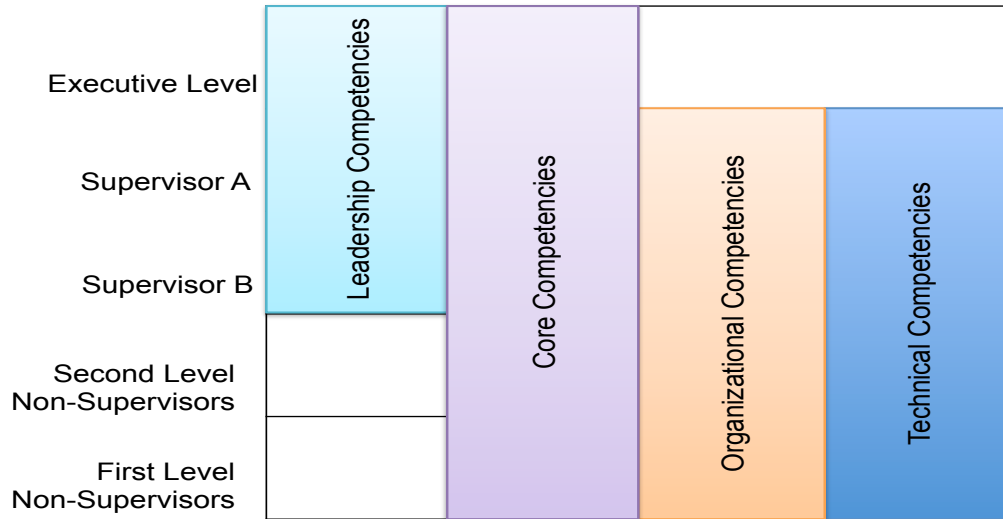 Executive Level
Supervisor A
Supervisor B
Second Level
Non-Supervisors
First Level
Non-Supervisors
Leadership Competencies
Core Competencies
Organizational Competencies
Technical Competencies